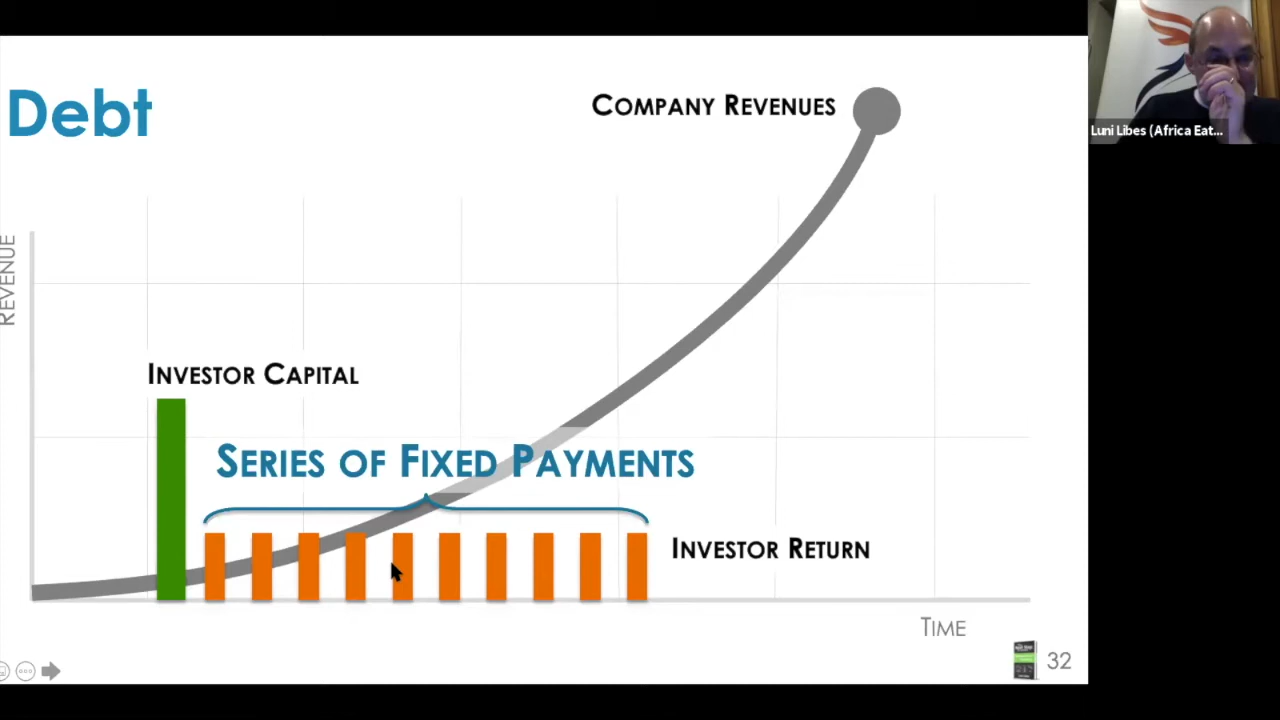 Debt
COMPANY REVENUES
Luni Libes (Africa Eat...
REVENUE
INVESTOR CAPITAL
SERIES OF FIXED PAYMENTS
INVESTOR RETURN
TIME
32